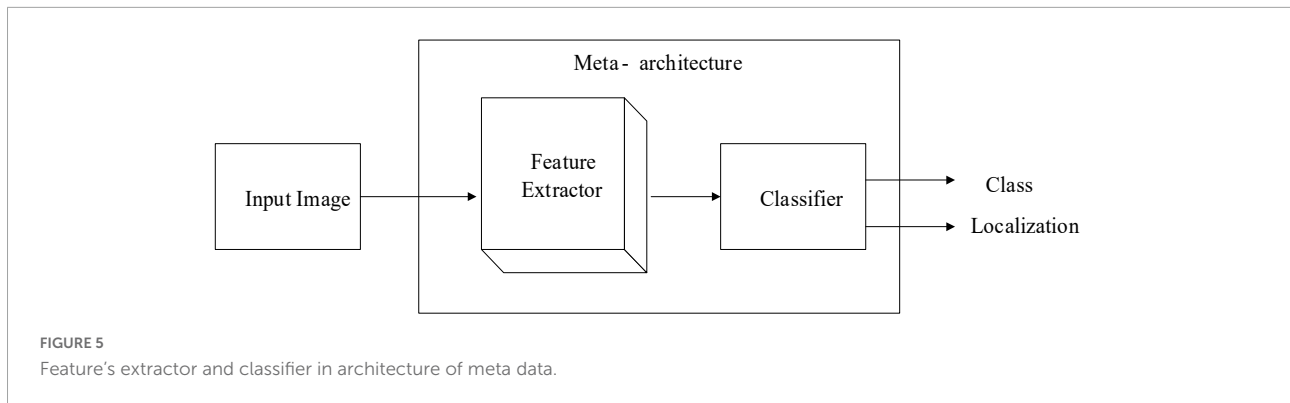 Meta - architecture
Input Image
Feature
Extractor
Classifier
Class
Localization
FIGURE 5
Feature's extractor and classifier in architecture of meta data.